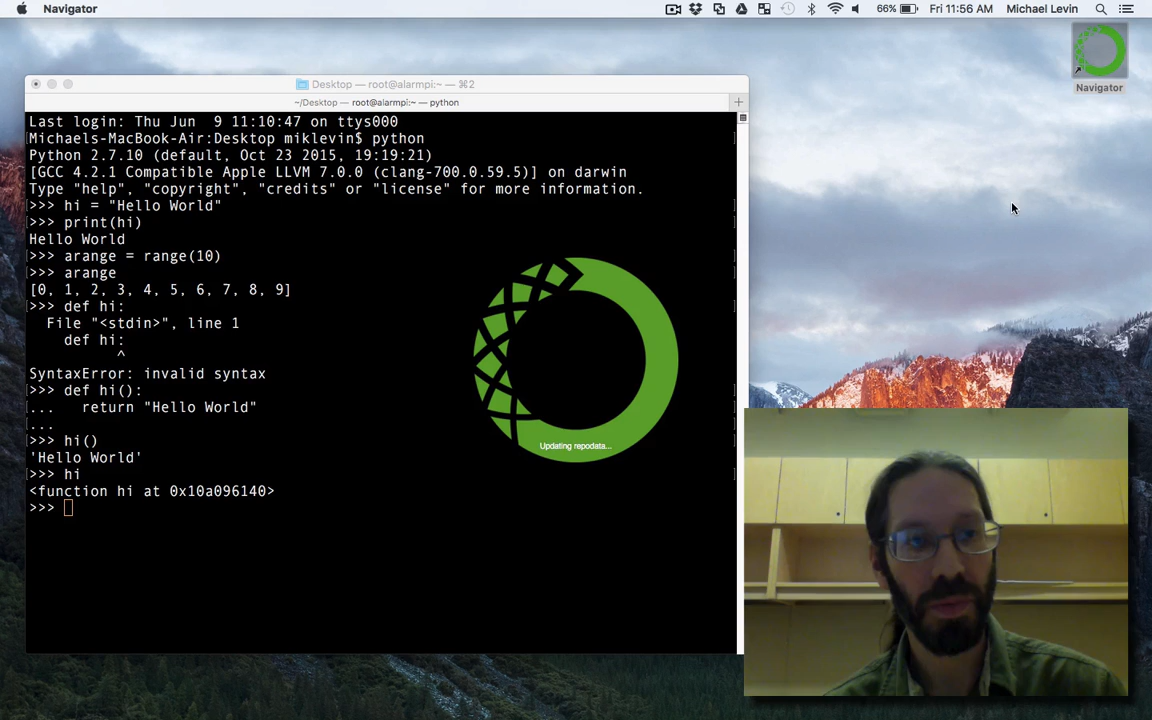 Navigator
66%
Fri 11:56 AM
Michael Levin
Navigator
Desktop — root@alarmpi:~ — ⌘2
~/Desktop — root@alarmpi:~ — python
+
Last login: Thu Jun  9 11:10:47 on ttys000
[Michaels-MacBook-Air:Desktop miklevin$ python
Python 2.7.10 (default, Oct 23 2015, 19:19:21)
[GCC 4.2.1 Compatible Apple LLVM 7.0.0 (clang-700.0.59.5)] on darwin
Type "help", "copyright", "credits" or "license" for more information.
[>>> hi = "Hello World"
[>>> print(hi)
Hello World
[>>> arange = range(10)
[>>> arange
[0, 1, 2, 3, 4, 5, 6, 7, 8, 9]
[>>> def hi:
  File "<stdin>", line 1
    def hi:
          ^
SyntaxError: invalid syntax
[>>> def hi():
[...   return "Hello World"
[...
[>>> hi()
'Hello World'
[>>> hi
<function hi at 0x10a096140>
>>>
Updating repodata...